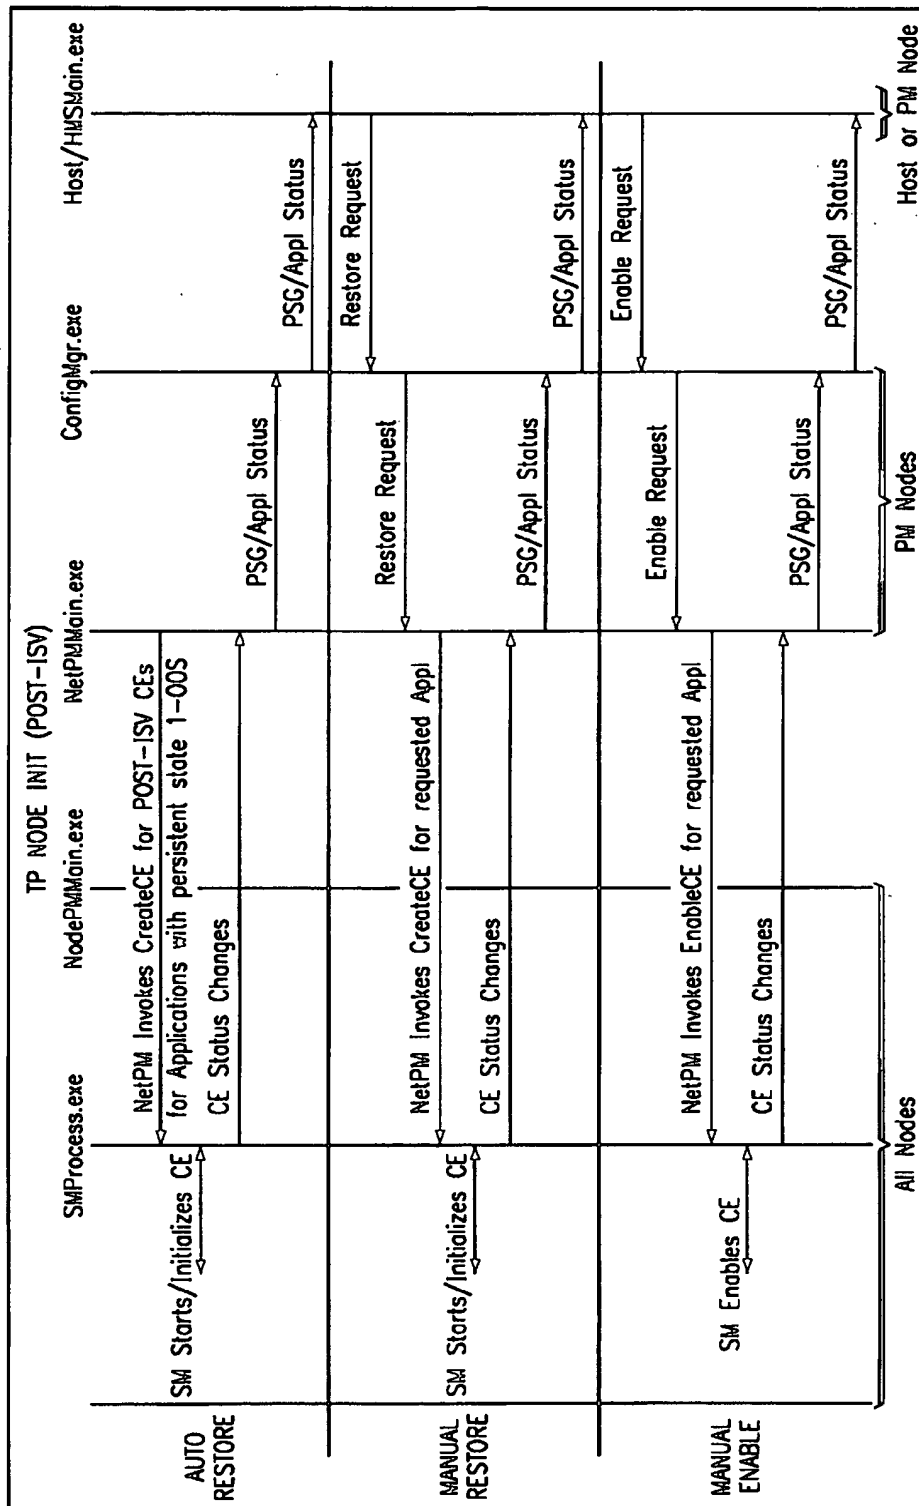 TP NODE INIT (POST-ISV)
SMProcess.exe
NodePMMain.exe
NetPMMain.exe
ConfigMgr.exe
Host/HMSMain.exe
AUTO
RESTORE
NetPM Invokes CreateCE for POST-ISV CEs
for Applications with persistent state 1-OOS
SM Starts/Initializes CE
CE Status Changes
PSG/Appl Status
PSG/Appl Status
MANUAL
RESTORE
Restore Request
Restore Request
NetPM Invokes CreateCE for requested Appl
SM Starts/Initializes CE
CE Status Changes
PSG/Appl Status
PSG/Appl Status
MANUAL
ENABLE
Enable Request
Enable Request
NetPM Invokes EnableCE for requested Appl
SM Enables CE
CE Status Changes
PSG/Appl Status
PSG/Appl Status
All Nodes
PM Nodes
Host or PM Node